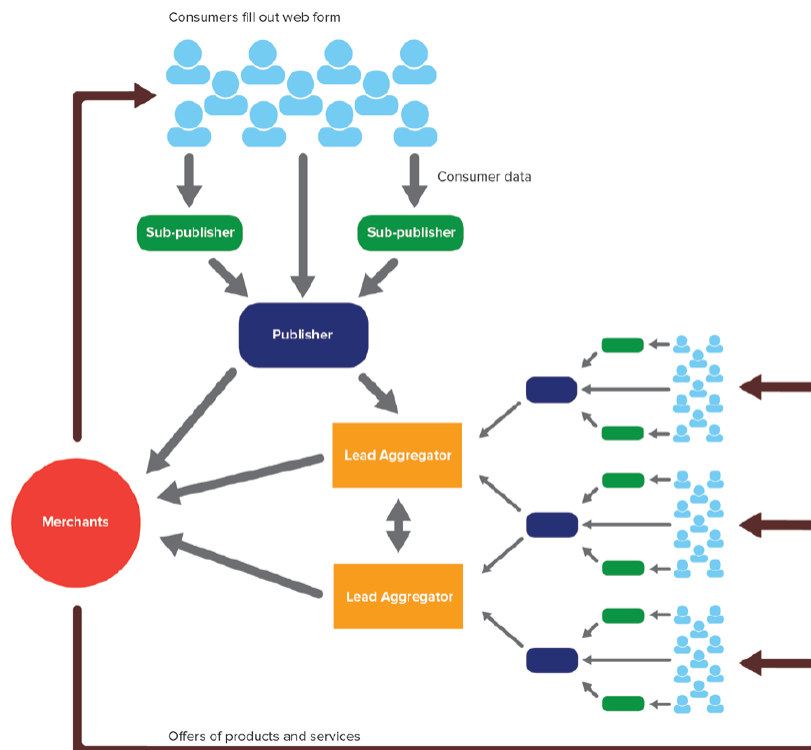 Consumers fill out web form
Consumer data
Sub-publisher
Sub-publisher
Publisher
Lead Aggregator
Merchants
Lead Aggregator
Offers of products and services